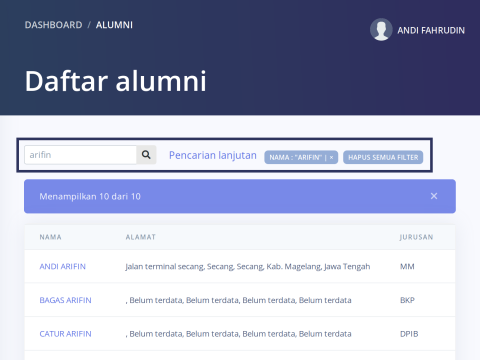 DASHBOARD / ALUMNI
ANDI FAHRUDIN
Daftar alumni
arifin
Pencarian lanjutan
NAMA : "ARIFIN" | ×
HAPUS SEMUA FILTER
Menampilkan 10 dari 10 ×
NAMA ALAMAT JURUSAN
ANDI ARIFIN Jalan terminal secang, Secang, Secang, Kab. Magelang, Jawa Tengah MM
BAGAS ARIFIN , Belum terdata, Belum terdata, Belum terdata, Belum terdata BKP
CATUR ARIFIN , Belum terdata, Belum terdata, Belum terdata, Belum terdata DPIB